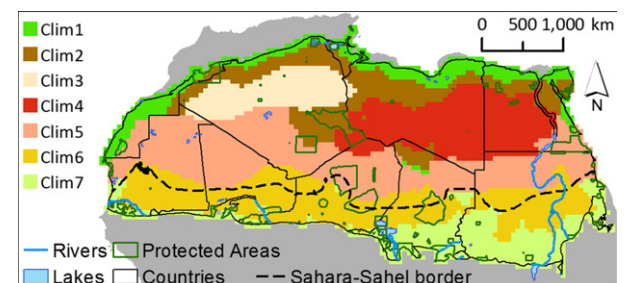 Clim1
Clim2
Clim3
Clim4
Clim5
Clim6
Clim7
0 500 1,000 km
N
Rivers Protected Areas
Lakes Countries Sahara-Sahel border